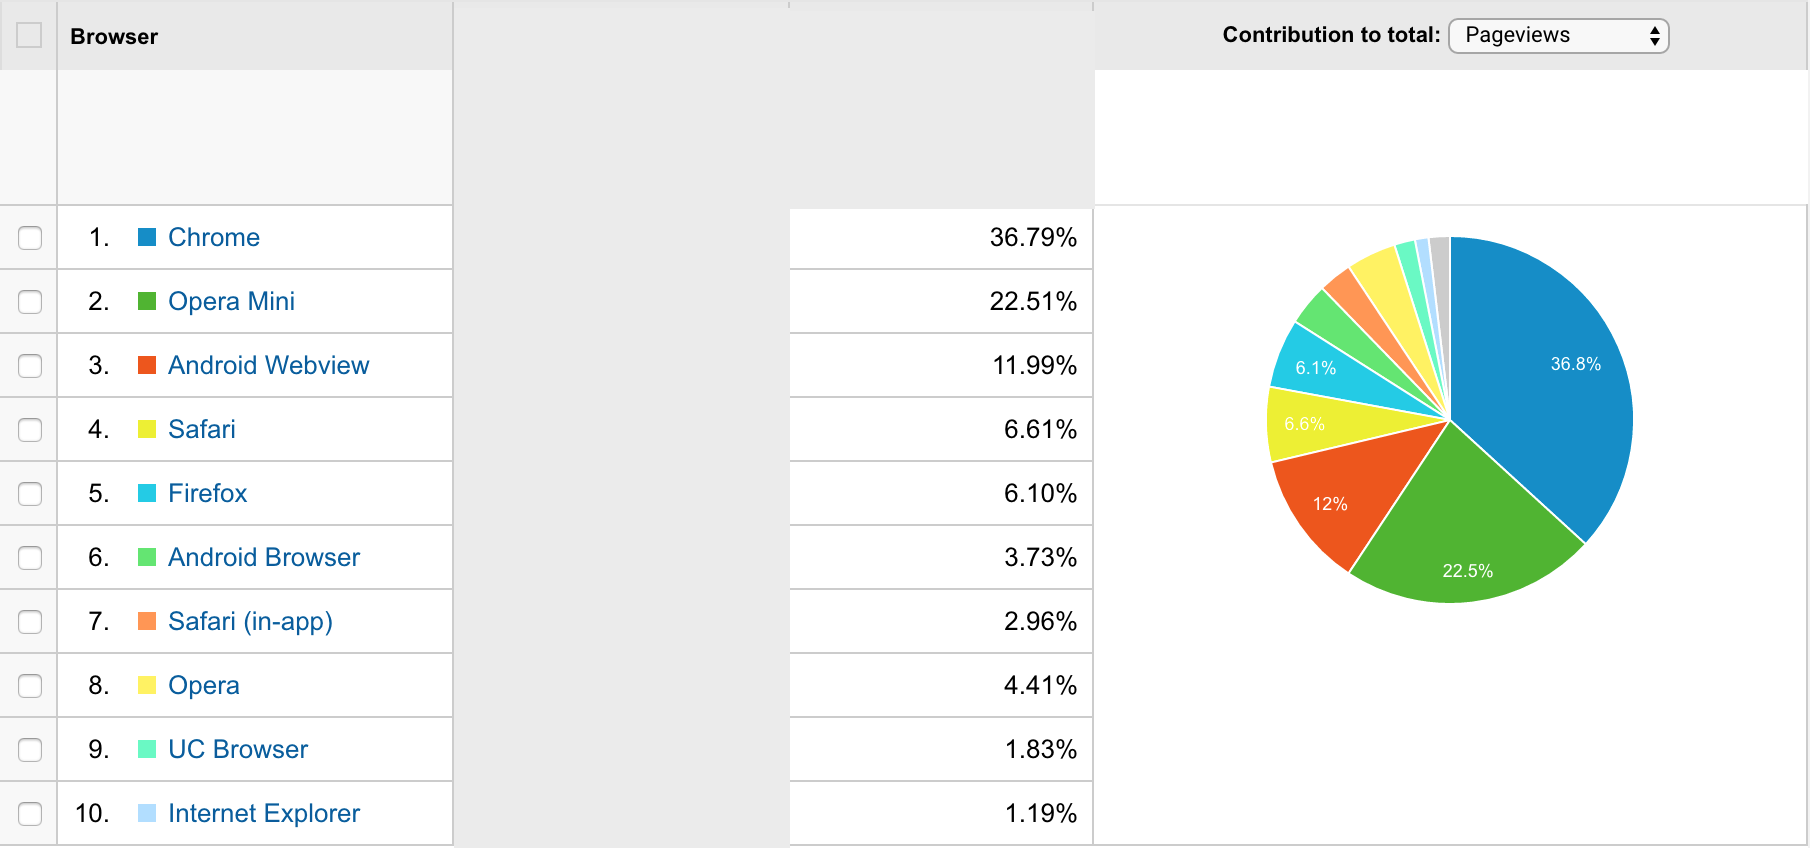 Browser
Contribution to total: Pageviews
1. Chrome 36.79%
2. Opera Mini 22.51%
3. Android Webview 11.99%
4. Safari 6.61%
5. Firefox 6.10%
6. Android Browser 3.73%
7. Safari (in-app) 2.96%
8. Opera 4.41%
9. UC Browser 1.83%
10. Internet Explorer 1.19%
36.8%
6.1%
6.6%
12%
22.5%